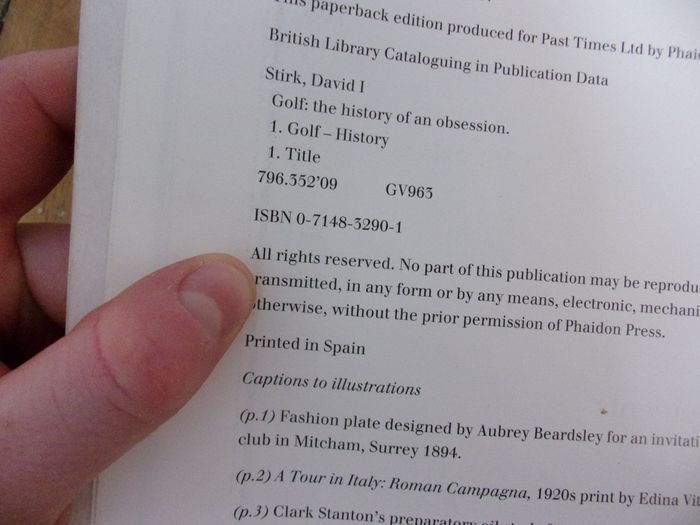 paperback edition produced for Past Times Ltd by
British Library Cataloguing in Publication Data
Stirk, David I
Golf: the history of an obsession.
1. Golf – History
1. Title
796.352'09 GV963
ISBN 0-7148-3290-1
All rights reserved. No part of this publication may be
in any form or by any means, electronic,
without the prior permission of Phaidon Press.
Printed in Spain
Captions to illustrations
(p.1) Fashion plate designed by Aubrey Beardsley for an
club in Mitcham, Surrey 1894.
(p.2) A Tour in Italy: Roman Campagna, 1920s print by Edina
(p.3) Clark Stanton's